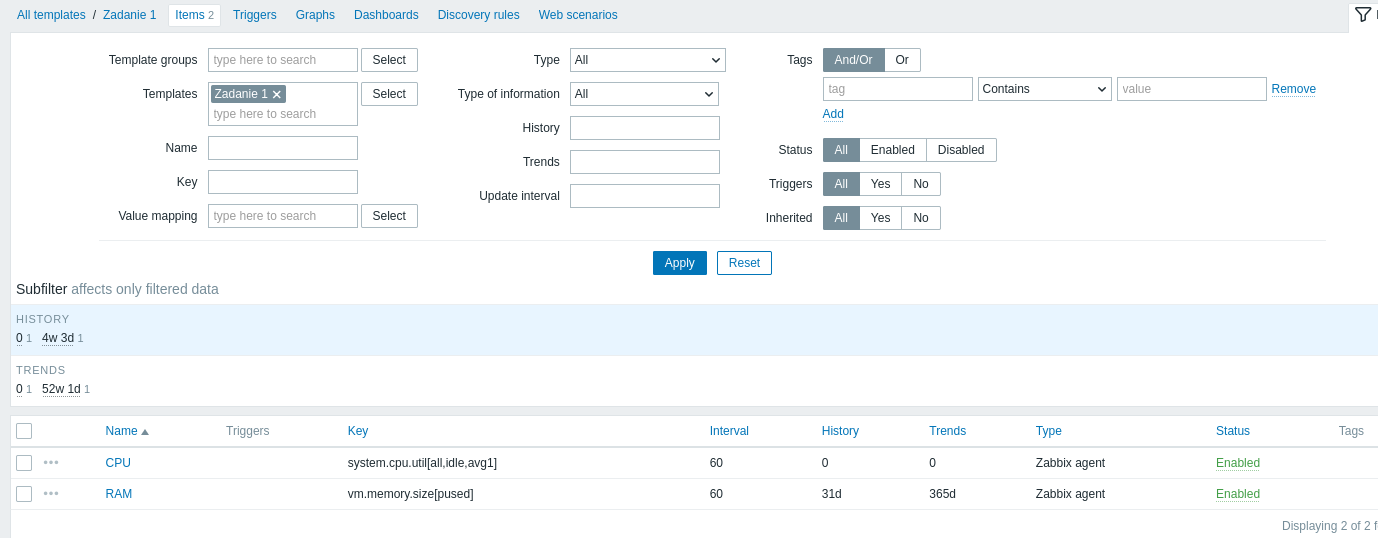 All templates / Zadanie 1 Items 2 Triggers Graphs Dashboards Discovery rules Web scenarios
Template groups type here to search Select Type All Tags And/Or Or
tag Contains value Remove
Templates Zadanie 1 Select Type of information All
type here to search Add
History
Name Status All Enabled Disabled
Trends
Key Triggers All Yes No
Update interval
Value mapping type here to search Select Inherited All Yes No
Apply Reset
Subfilter affects only filtered data
HISTORY
0 1 4w 3d 1
TRENDS
0 1 52w 1d 1
Name Triggers Key Interval History Trends Type Status Tags
CPU system.cpu.util[all,idle,avg1] 60 0 0 Zabbix agent Enabled
RAM vm.memory.size[pused] 60 31d 365d Zabbix agent Enabled
Displaying 2 of 2